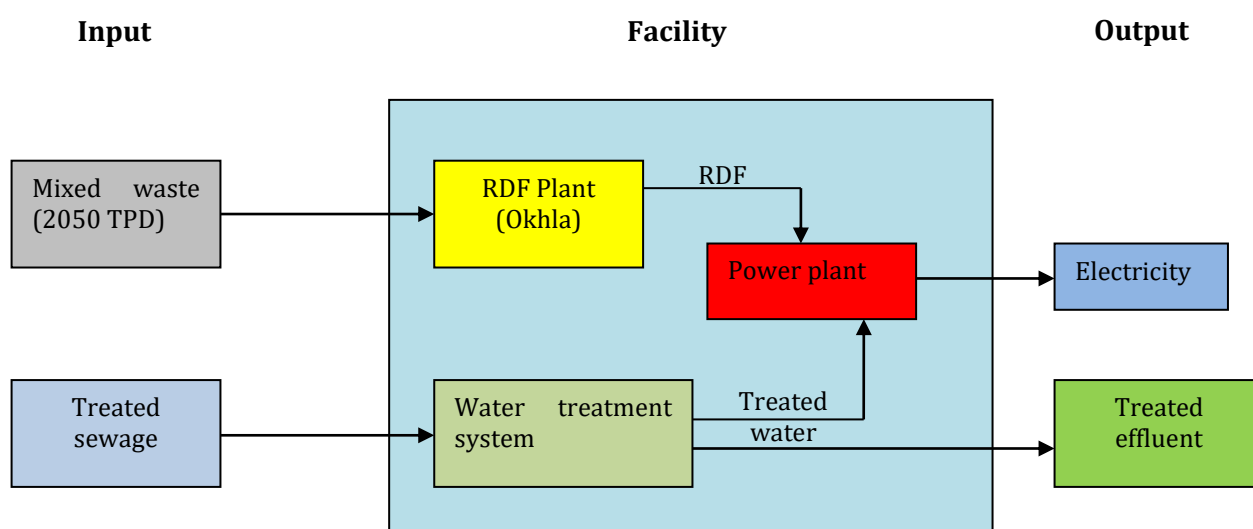 Input
Facility
Output
Mixed waste
(2050 TPD)
RDF Plant
(Okhla)
RDF
Power plant
Electricity
Treated
sewage
Water treatment
system
Treated
water
Treated
effluent